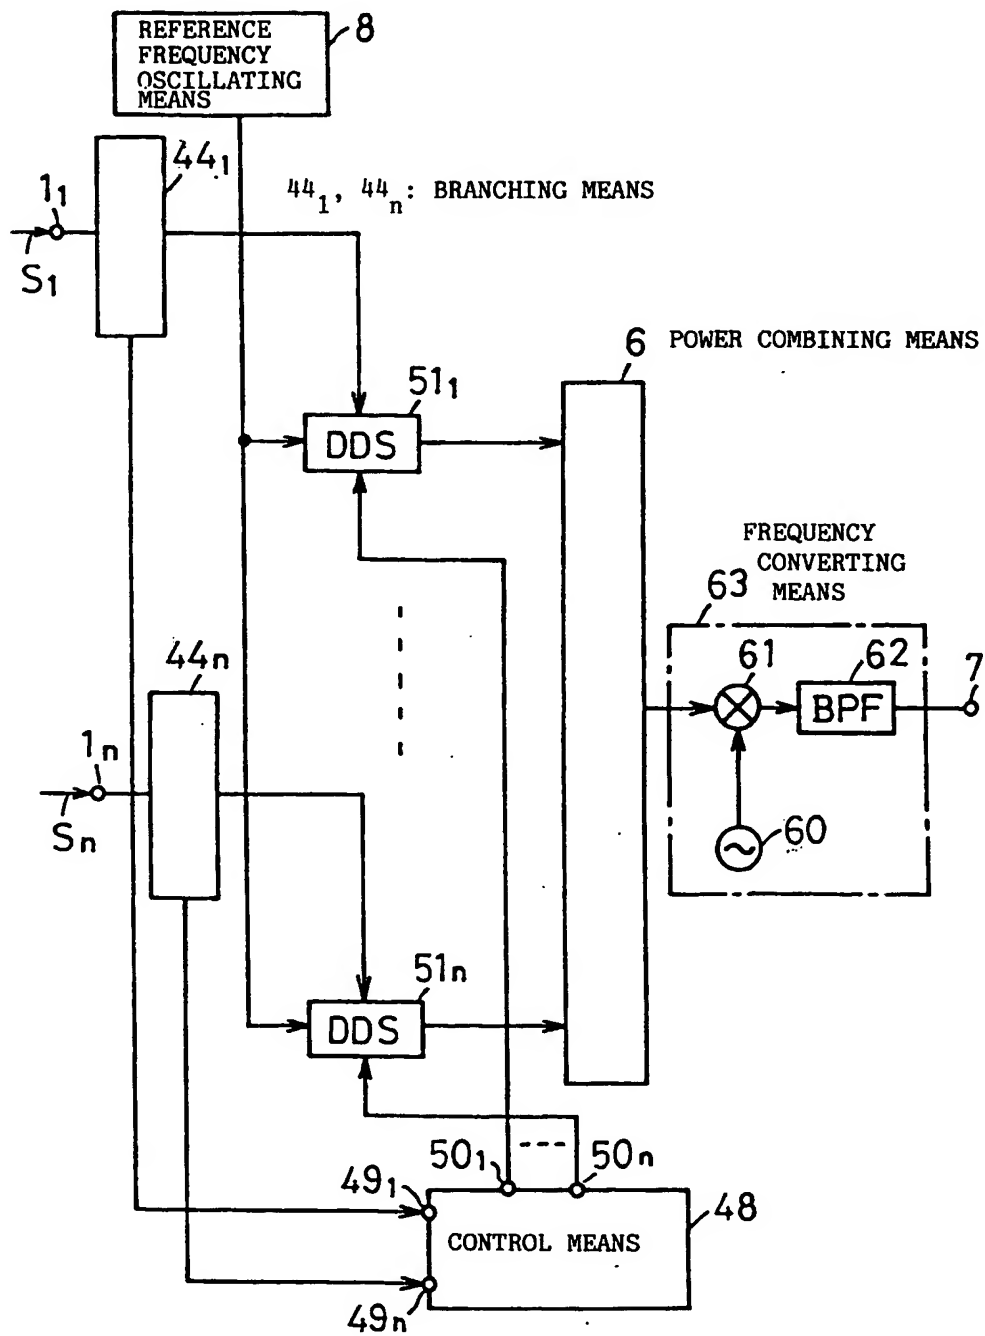 REFERENCE
FREQUENCY
OSCILLATING
MEANS
8
44₁
44₁, 44ₙ: BRANCHING MEANS
1₁
S₁
6 POWER COMBINING MEANS
51₁
DDS
FREQUENCY
CONVERTING
MEANS
63
44n
61
62
7
BPF
1n
Sn
60
51n
DDS
50₁
50n
49₁
48
CONTROL MEANS
49n